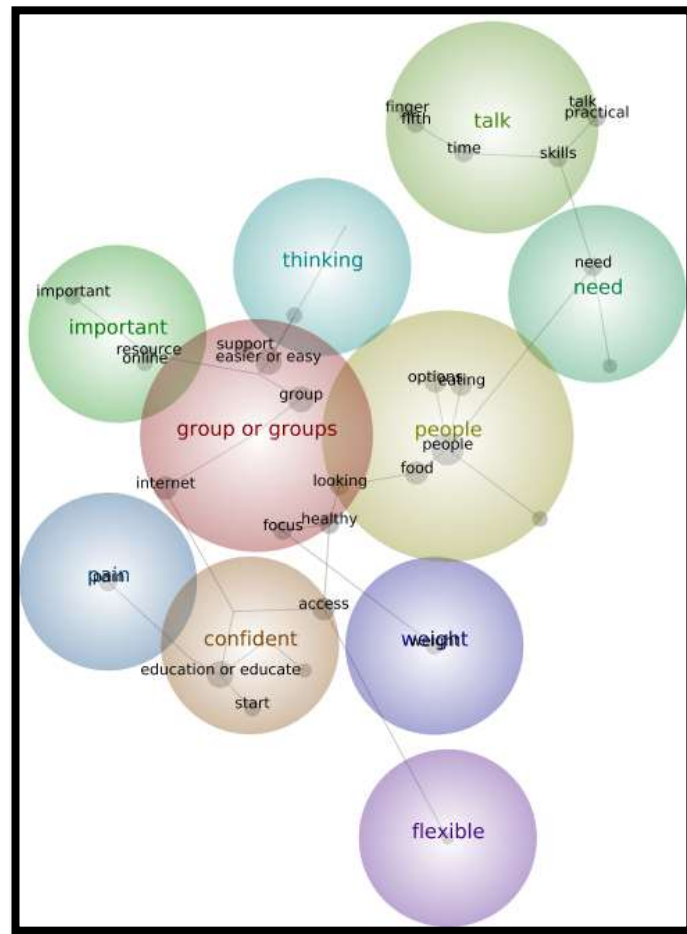 finger
fifth
talk
talk
practical
time
skills
thinking
need
need
important
important
resource
online
support
easier or easy
group
group or groups
options
eating
people
people
food
looking
internet
healthy
focus
pain
pain
access
confident
education or educate
start
weight
weight
flexible